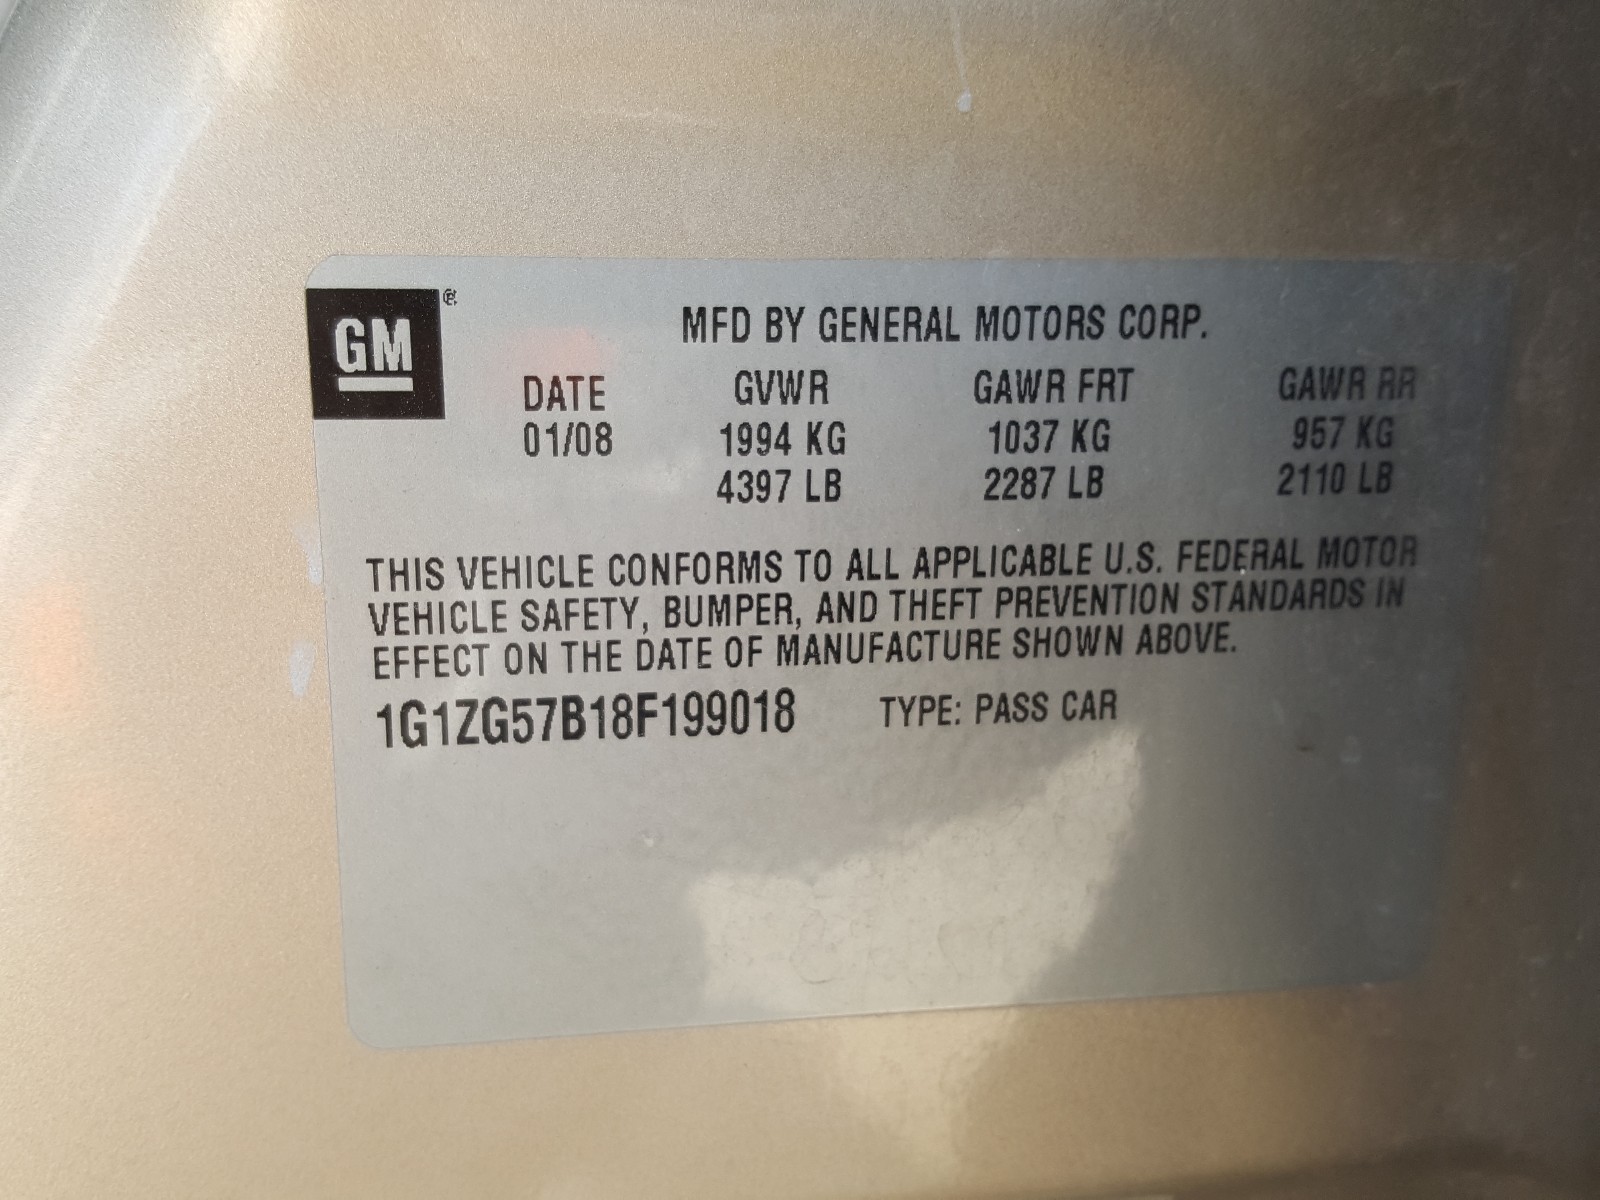 GM ®
MFD BY GENERAL MOTORS CORP.
DATE GVWR GAWR FRT GAWR RR
01/08 1994 KG 1037 KG 957 KG
4397 LB 2287 LB 2110 LB
THIS VEHICLE CONFORMS TO ALL APPLICABLE U.S. FEDERAL MOTOR
VEHICLE SAFETY, BUMPER, AND THEFT PREVENTION STANDARDS IN
EFFECT ON THE DATE OF MANUFACTURE SHOWN ABOVE.
1G1ZG57B18F199018 TYPE: PASS CAR